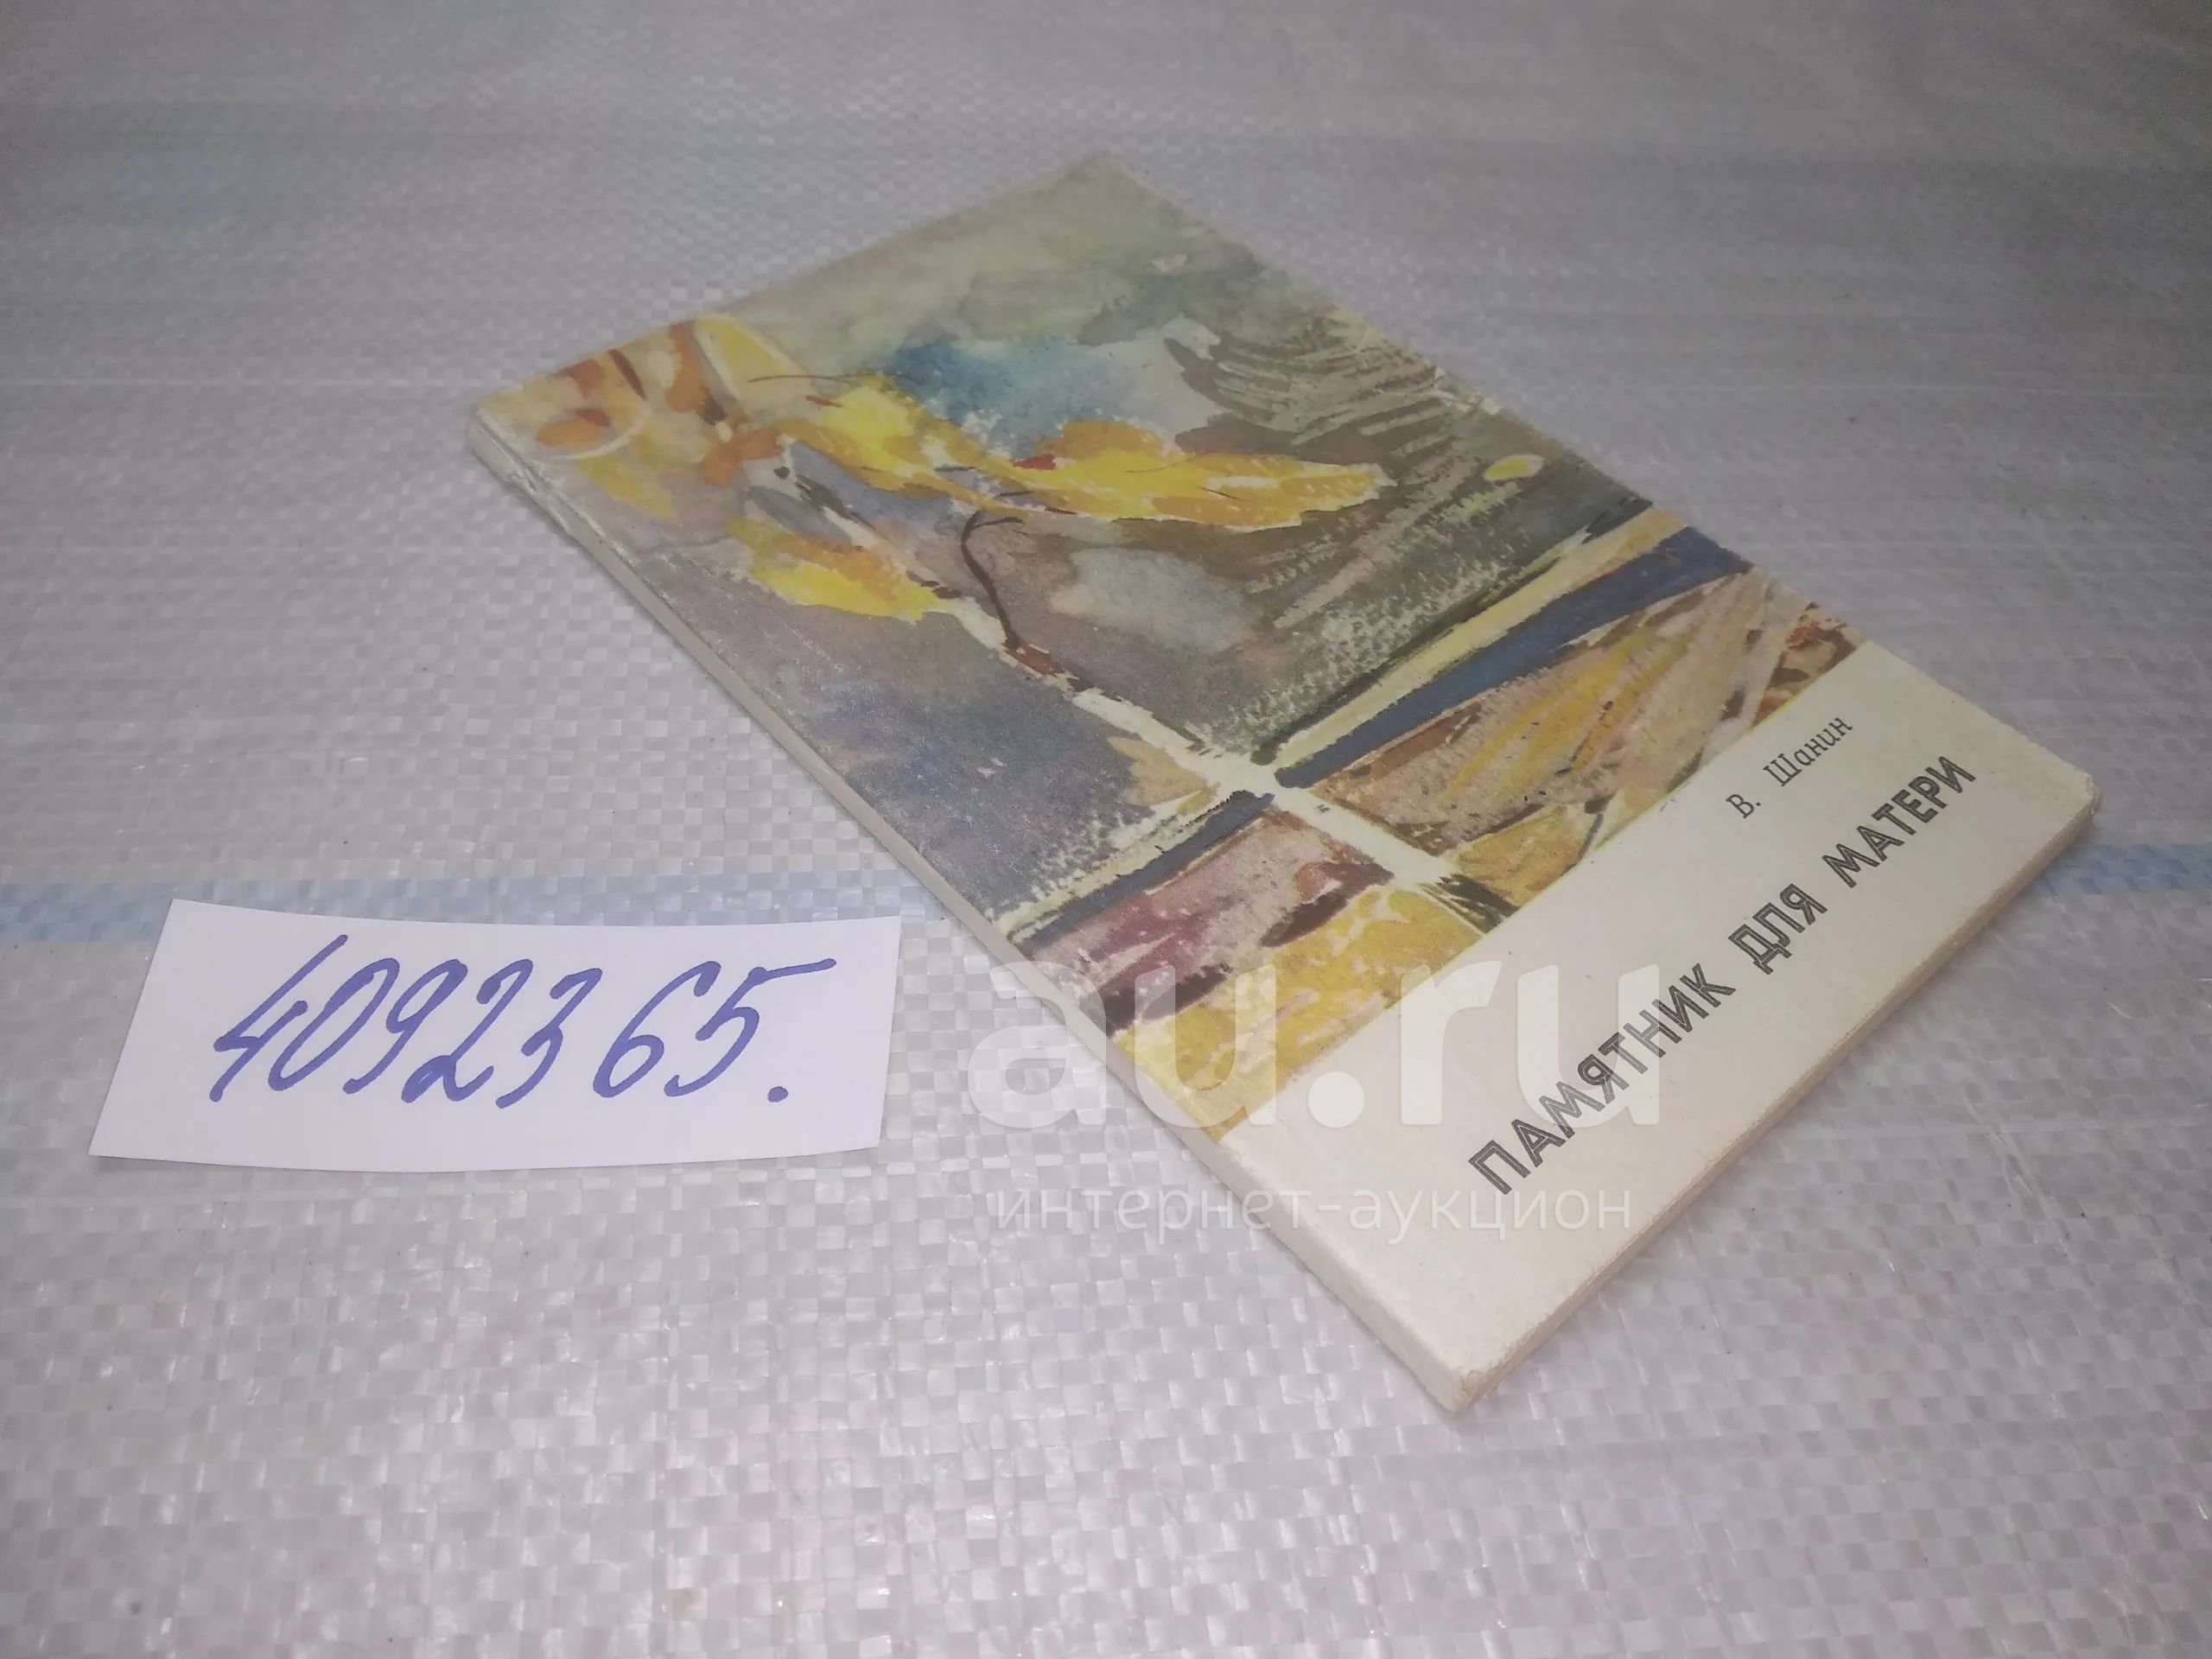 В. Шанин
ПАМЯТНИК ДЛЯ МАТЕРИ
4092365.
au.ru
интернет-аукцион